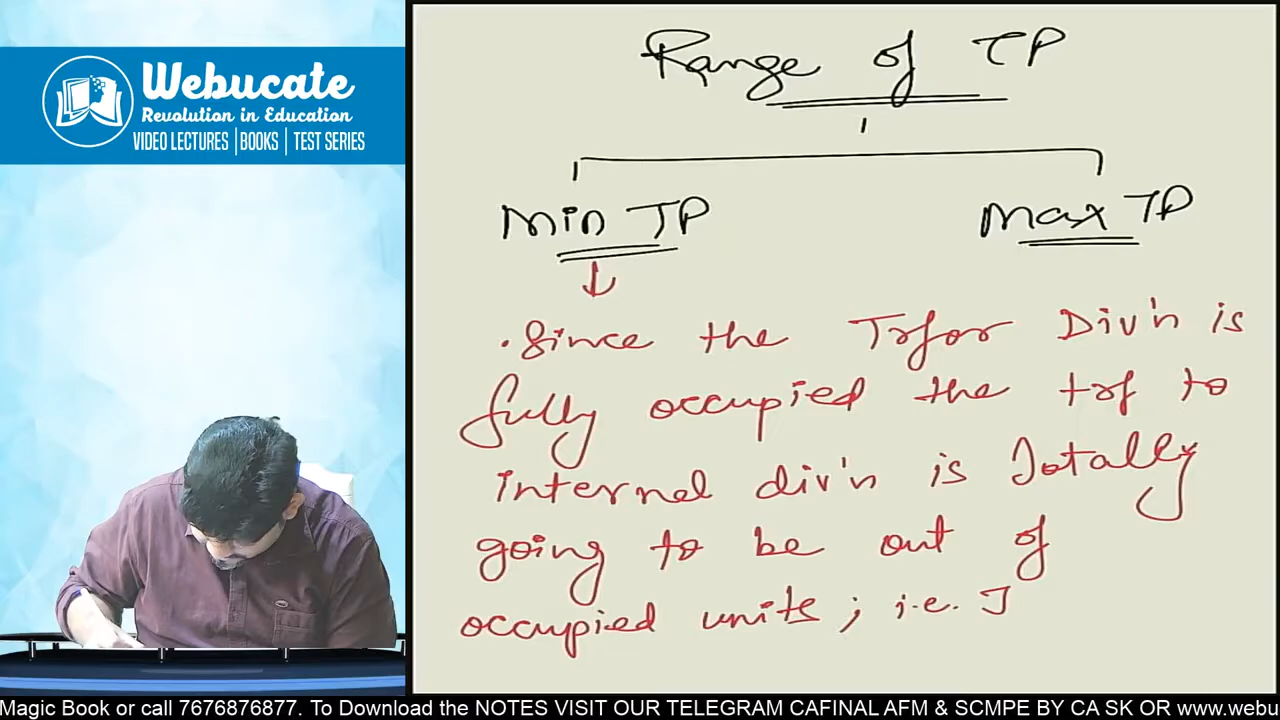 Webucate
Revolution in Education
VIDEO LECTURES | BOOKS | TEST SERIES
Range of TP
Min TP
Max TP
. Since the Trfor Div'n is
fully occupied the trf to
internal div'n is Totally
going to be out of
occupied units ; i.e.
Magic Book or call 7676876877. To Download the NOTES VISIT OUR TELEGRAM CAFINAL AFM & SCMPE BY CA SK OR www.webu